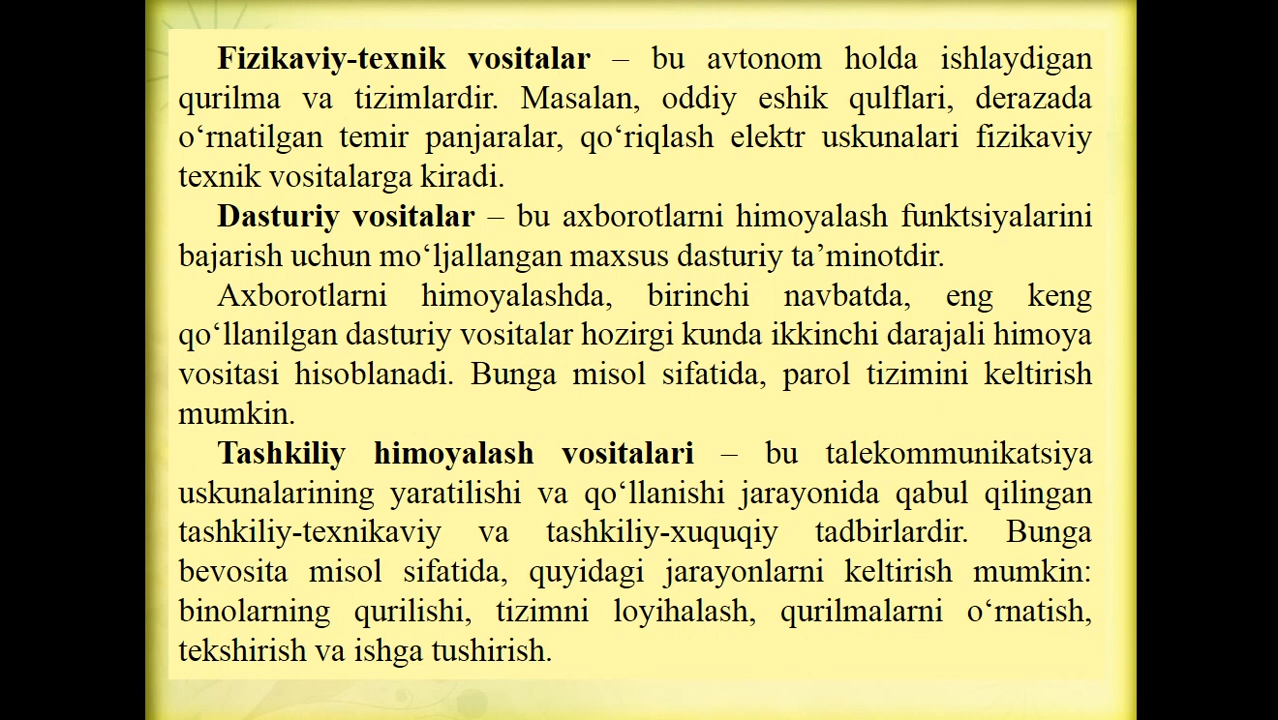 Fizikaviy-texnik vositalar – bu avtonom holda ishlaydigan
qurilma va tizimlardir. Masalan, oddiy eshik qulflari, derazada
o‘rnatilgan temir panjaralar, qo‘riqlash elektr uskunalari fizikaviy
texnik vositalarga kiradi.
Dasturiy vositalar – bu axborotlarni himoyalash funktsiyalarini
bajarish uchun mo‘ljallangan maxsus dasturiy ta’minotdir.
Axborotlarni himoyalashda, birinchi navbatda, eng keng
qo‘llanilgan dasturiy vositalar hozirgi kunda ikkinchi darajali himoya
vositasi hisoblanadi. Bunga misol sifatida, parol tizimini keltirish
mumkin.
Tashkiliy himoyalash vositalari – bu talekommunikatsiya
uskunalarining yaratilishi va qo‘llanishi jarayonida qabul qilingan
tashkiliy-texnikaviy va tashkiliy-xuquqiy tadbirlardir. Bunga
bevosita misol sifatida, quyidagi jarayonlarni keltirish mumkin:
binolarning qurilishi, tizimni loyihalash, qurilmalarni o‘rnatish,
tekshirish va ishga tushirish.